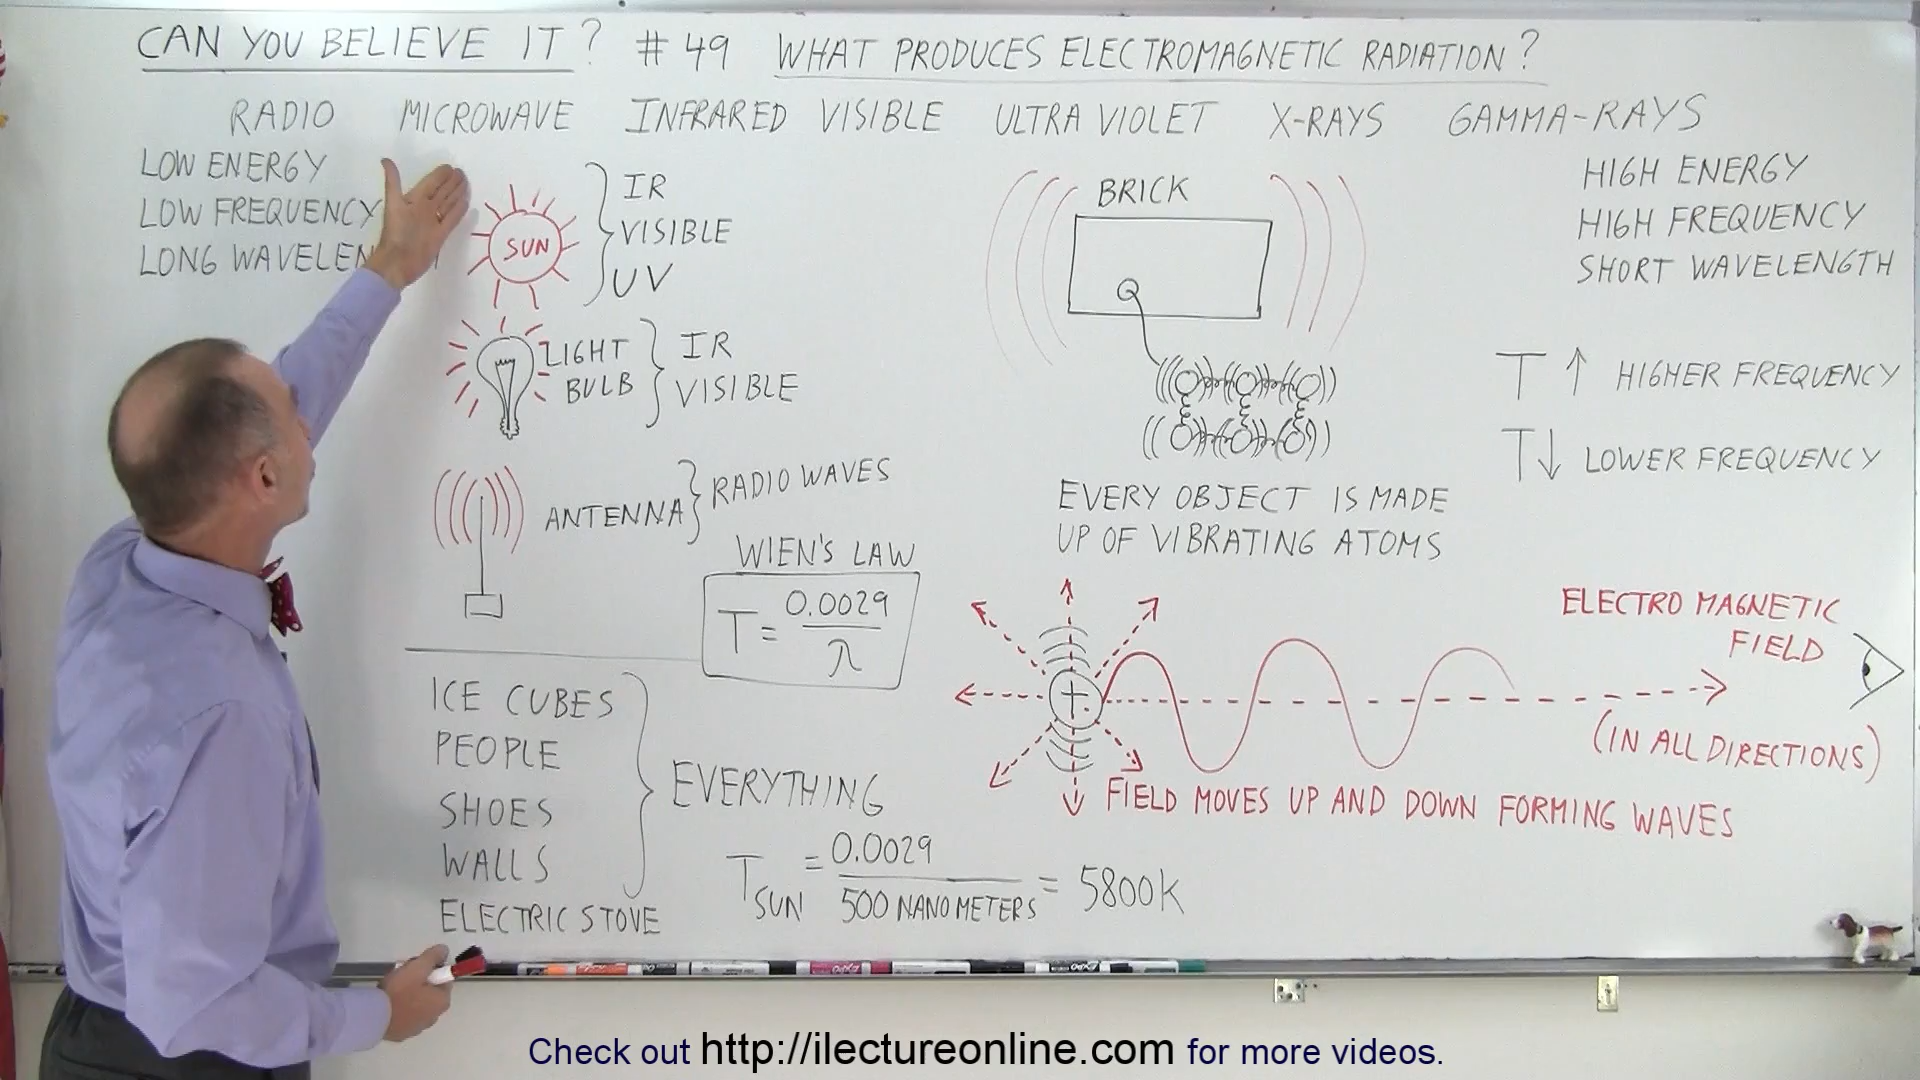 CAN YOU BELIEVE IT? # 49 WHAT PRODUCES ELECTROMAGNETIC RADIATION?
RADIO MICROWAVE INFRARED VISIBLE ULTRA VIOLET X-RAYS GAMMA-RAYS
LOW ENERGY
LOW FREQUENCY
LONG
SUN
IR
VISIBLE
UV
LIGHT
BULB
IR
VISIBLE
ANTENNA
RADIO WAVES
WIEN'S LAW
T = 0.0029 / λ
ICE CUBES
PEOPLE
SHOES
WALLS
ELECTRIC STOVE
EVERYTHING
T SUN = 0.0029 / 500 NANOMETERS = 5800K
BRICK
EVERY OBJECT IS MADE
UP OF VIBRATING ATOMS
HIGH ENERGY
HIGH FREQUENCY
SHORT WAVELENGTH
T ↑ HIGHER FREQUENCY
T ↓ LOWER FREQUENCY
ELECTRO MAGNETIC
FIELD
+
(IN ALL DIRECTIONS)
FIELD MOVES UP AND DOWN FORMING WAVES
EXPO
EXPO
Check out http://ilectureonline.com for more videos.